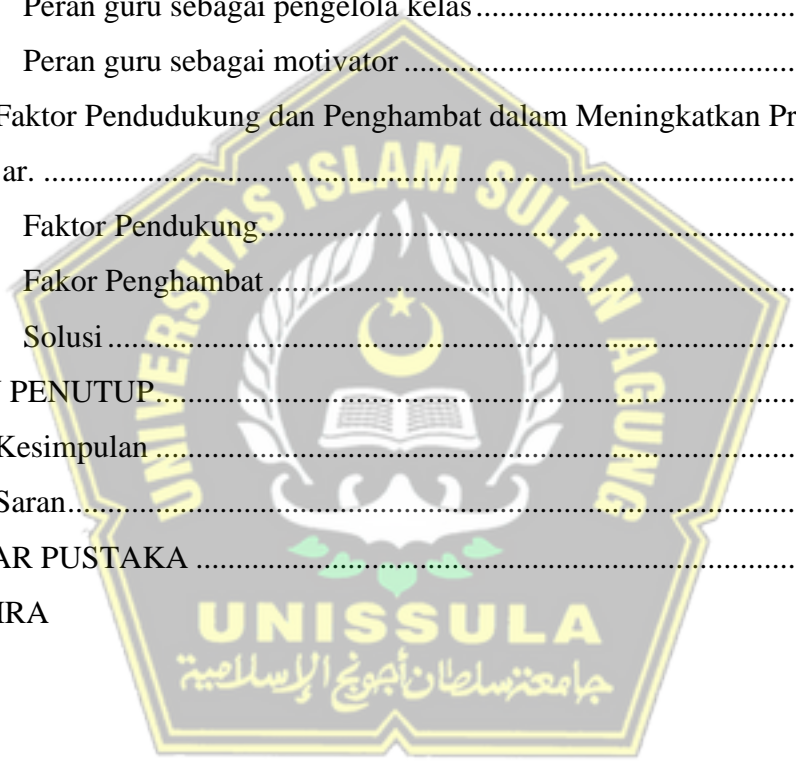 Peran guru sebagai pengelola kelas
Peran guru sebagai motivator
Faktor Pendudukung dan Penghambat dalam Meningkatkan Pr
ar.
Faktor Pendukung
Fakor Penghambat
Solusi
PENUTUP
Kesimpulan
Saran
AR PUSTAKA
IRA
UNIVERSITAS ISLAM SULTAN AGUNG
UNISSULA
جامعة سلطان أجونج الإسلامية